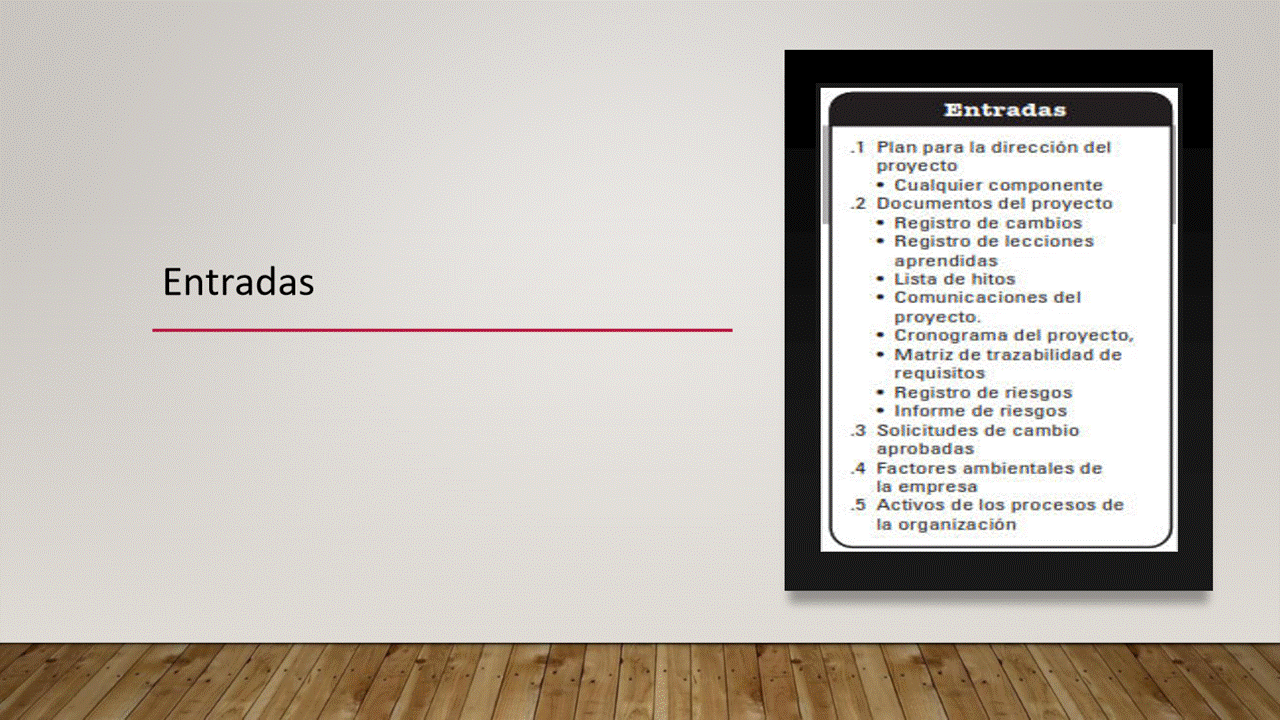 Entradas
Entradas
.1 Plan para la dirección del
proyecto
• Cualquier componente
.2 Documentos del proyecto
• Registro de cambios
• Registro de lecciones
aprendidas
• Lista de hitos
• Comunicaciones del
proyecto.
• Cronograma del proyecto,
• Matriz de trazabilidad de
requisitos
• Registro de riesgos
• Informe de riesgos
.3 Solicitudes de cambio
aprobadas
.4 Factores ambientales de
la empresa
.5 Activos de los procesos de
la organización